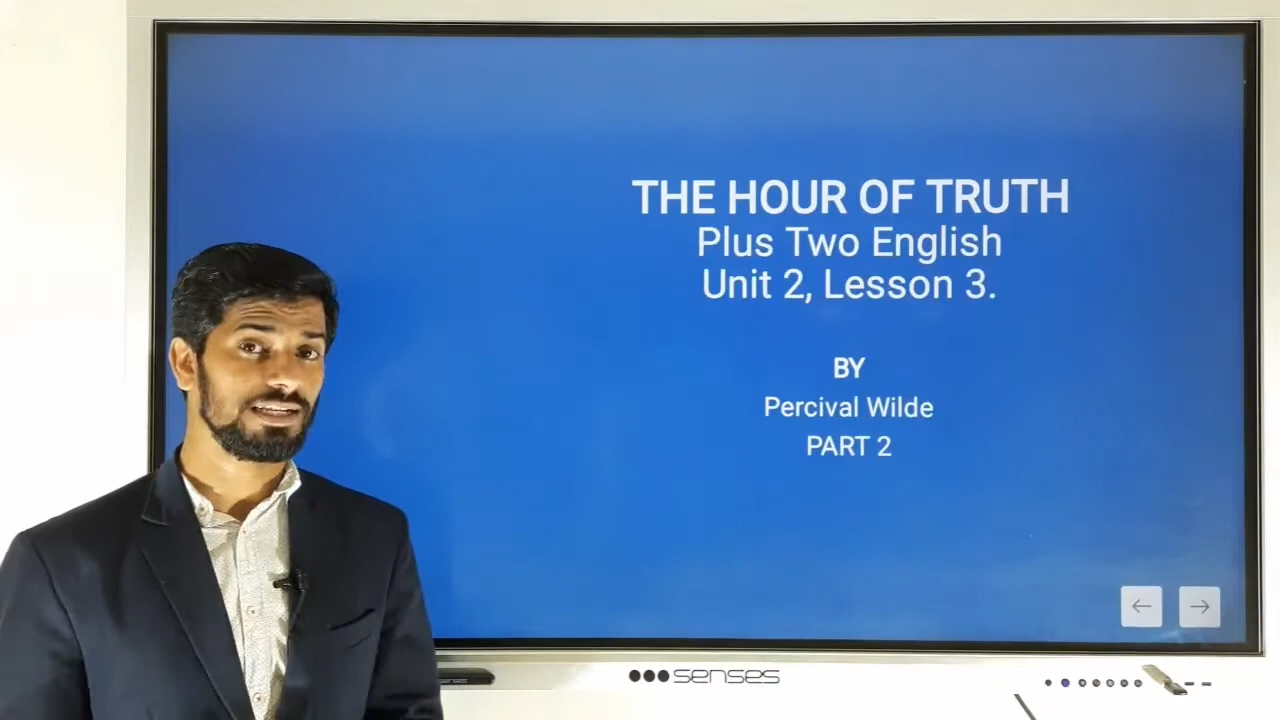 THE HOUR OF TRUTH
Plus Two English
Unit 2, Lesson 3.
BY
Percival Wilde
PART 2
senses